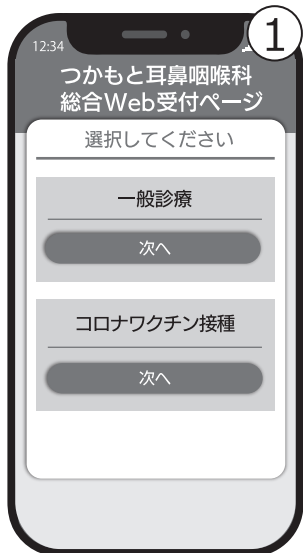 ①
12:34
つかもと耳鼻咽喉科
総合Web受付ページ
選択してください
一般診療
次へ
コロナワクチン接種
次へ